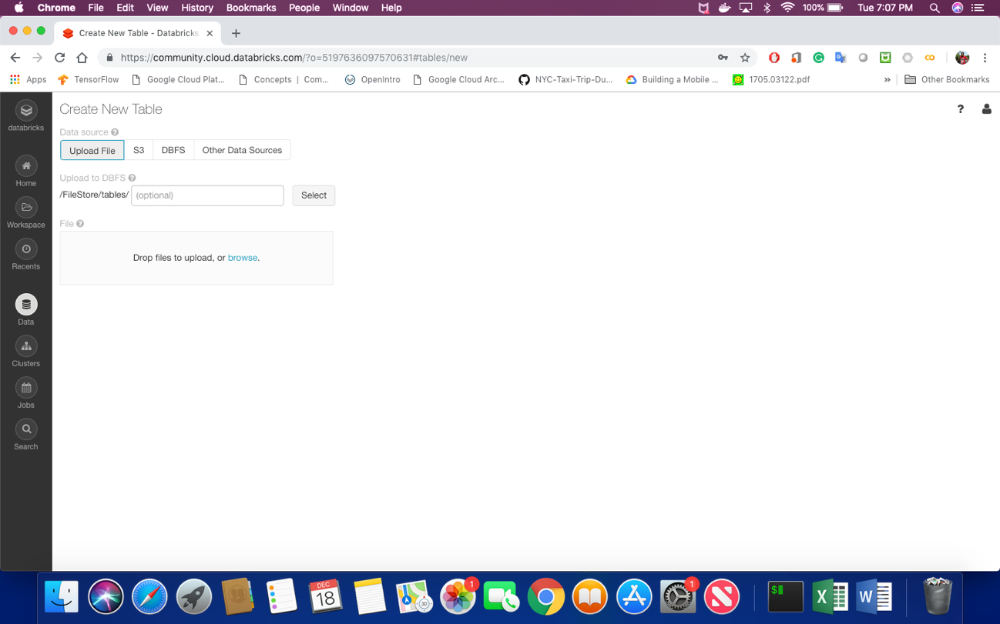 Chrome File Edit View History Bookmarks People Window Help 100% Tue 7:07 PM
Create New Table - Databricks
https://community.cloud.databricks.com/?o=5197636097570631#tables/new
Apps TensorFlow Google Cloud Plat... Concepts | Com... OpenIntro Google Cloud Arc... NYC-Taxi-Trip-Du... Building a Mobile ... 1705.03122.pdf » Other Bookmarks
databricks
Home
Workspace
Recents
Data
Clusters
Jobs
Search
Create New Table ?
Data source ?
Upload File S3 DBFS Other Data Sources
Upload to DBFS ?
/FileStore/tables/ (optional) Select
File ?
Drop files to upload, or browse.
DEC
18
3D
1
1
$
X
W